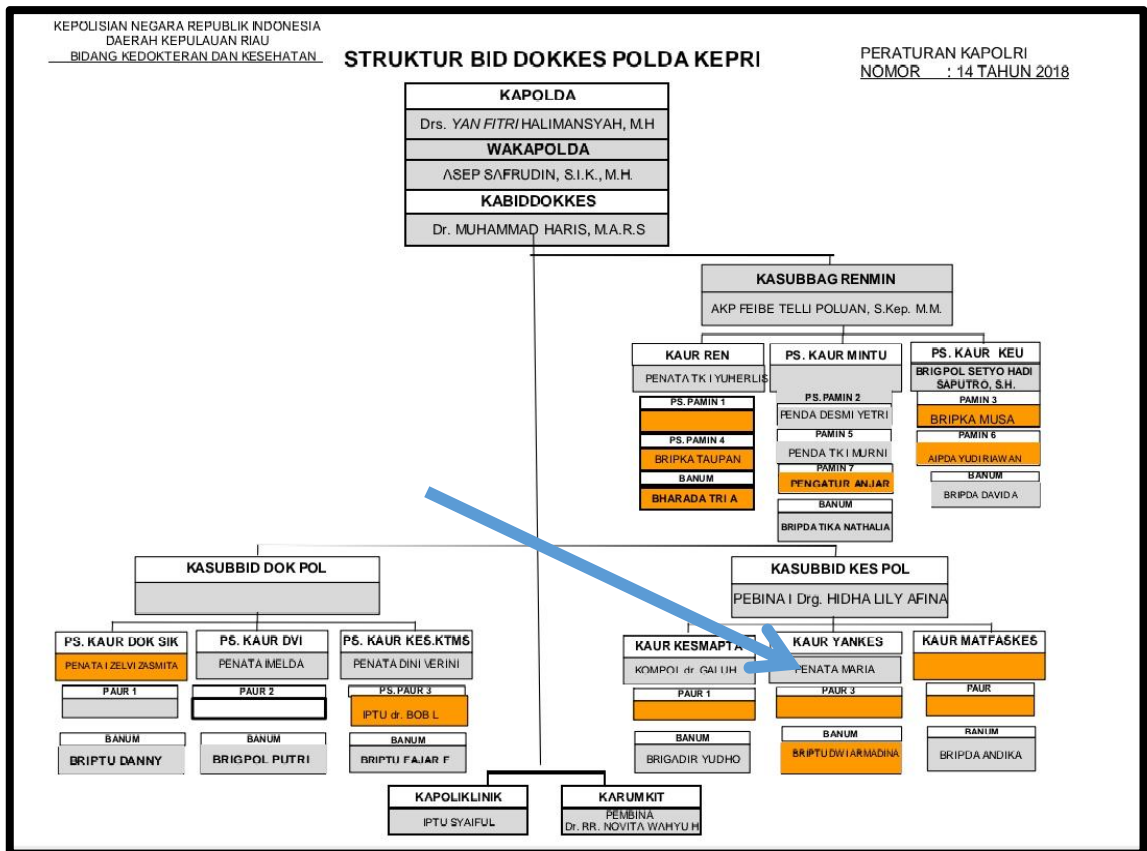 KEPOLISIAN NEGARA REPUBLIK INDONESIA
DAERAH KEPULAUAN RIAU
BIDANG KEDOKTERAN DAN KESEHATAN
STRUKTUR BID DOKKES POLDA KEPRI
PERATURAN KAPOLRI
NOMOR : 14 TAHUN 2018
KAPOLDA
Drs. YAN FITRI HALIMANSYAH, M.H
WAKAPOLDA
ASEP SAFRUDIN, S.I.K., M.H.
KABIDDOKKES
Dr. MUHAMMAD HARIS, M.A.R.S
KASUBBAG RENMIN
AKP FEIBE TELLI POLUAN, S.Kep. M.M.
KAUR REN
PENATA TK I YUHERLIS
PS. PAMIN 1
PS. PAMIN 4
BRIPKA TAUPAN
BANUM
BHARADA TRI A
PS. KAUR MINTU
PS. PAMIN 2
PENDA DESMI YETRI
PAMIN 5
PENDA TK I MURNI
PAMIN 7
PENGATUR ANJAR
BANUM
BRIPDA TIKA NATHALIA
PS. KAUR KEU
BRIGPOL SETYO HADI
SAPUTRO, S.H.
PAMIN 3
BRIPKA MUSA
PAMIN 6
AIPDA YUDI RIAWAN
BANUM
BRIPDA DAVID A
KASUBBID DOK POL
PS. KAUR DOK SIK
PENATA I ZELVI ZASMITA
PAUR 1
BANUM
BRIPTU DANNY
PS. KAUR DVI
PENATA IMELDA
PAUR 2
BANUM
BRIGPOL PUTRI
PS. KAUR KES.KTMS
PENATA DINI VERINI
PS. PAUR 3
IPTU dr. BOB L
BANUM
BRIPTU FAJAR F
KASUBBID KES POL
PEBINA I Drg. HIDHA LILY AFINA
KAUR KESMAPTA
KOMPOL dr. GALUH
PAUR 1
BANUM
BRIGADIR YUDHO
KAUR YANKES
PENATA MARIA
PAUR 3
BANUM
BRIPTU DWI ARMADINA
KAUR MATFASKES
PAUR
BANUM
BRIPDA ANDIKA
KAPOLIKLINIK
IPTU SYAIFUL
KARUMKIT
PEMBINA
Dr. RR. NOVITA WAHYU H